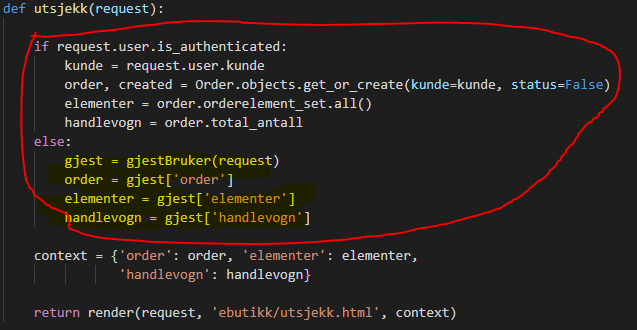 def utsjekk(request):
if request.user.is_authenticated:
kunde = request.user.kunde
order, created = Order.objects.get_or_create(kunde=kunde, status=False)
elementer = order.orderelement_set.all()
handlevogn = order.total_antall
else:
gjest = gjestBruker(request)
order = gjest['order']
elementer = gjest['elementer']
handlevogn = gjest['handlevogn']
context = {'order': order, 'elementer': elementer,
'handlevogn': handlevogn}
return render(request, 'ebutikk/utsjekk.html', context)